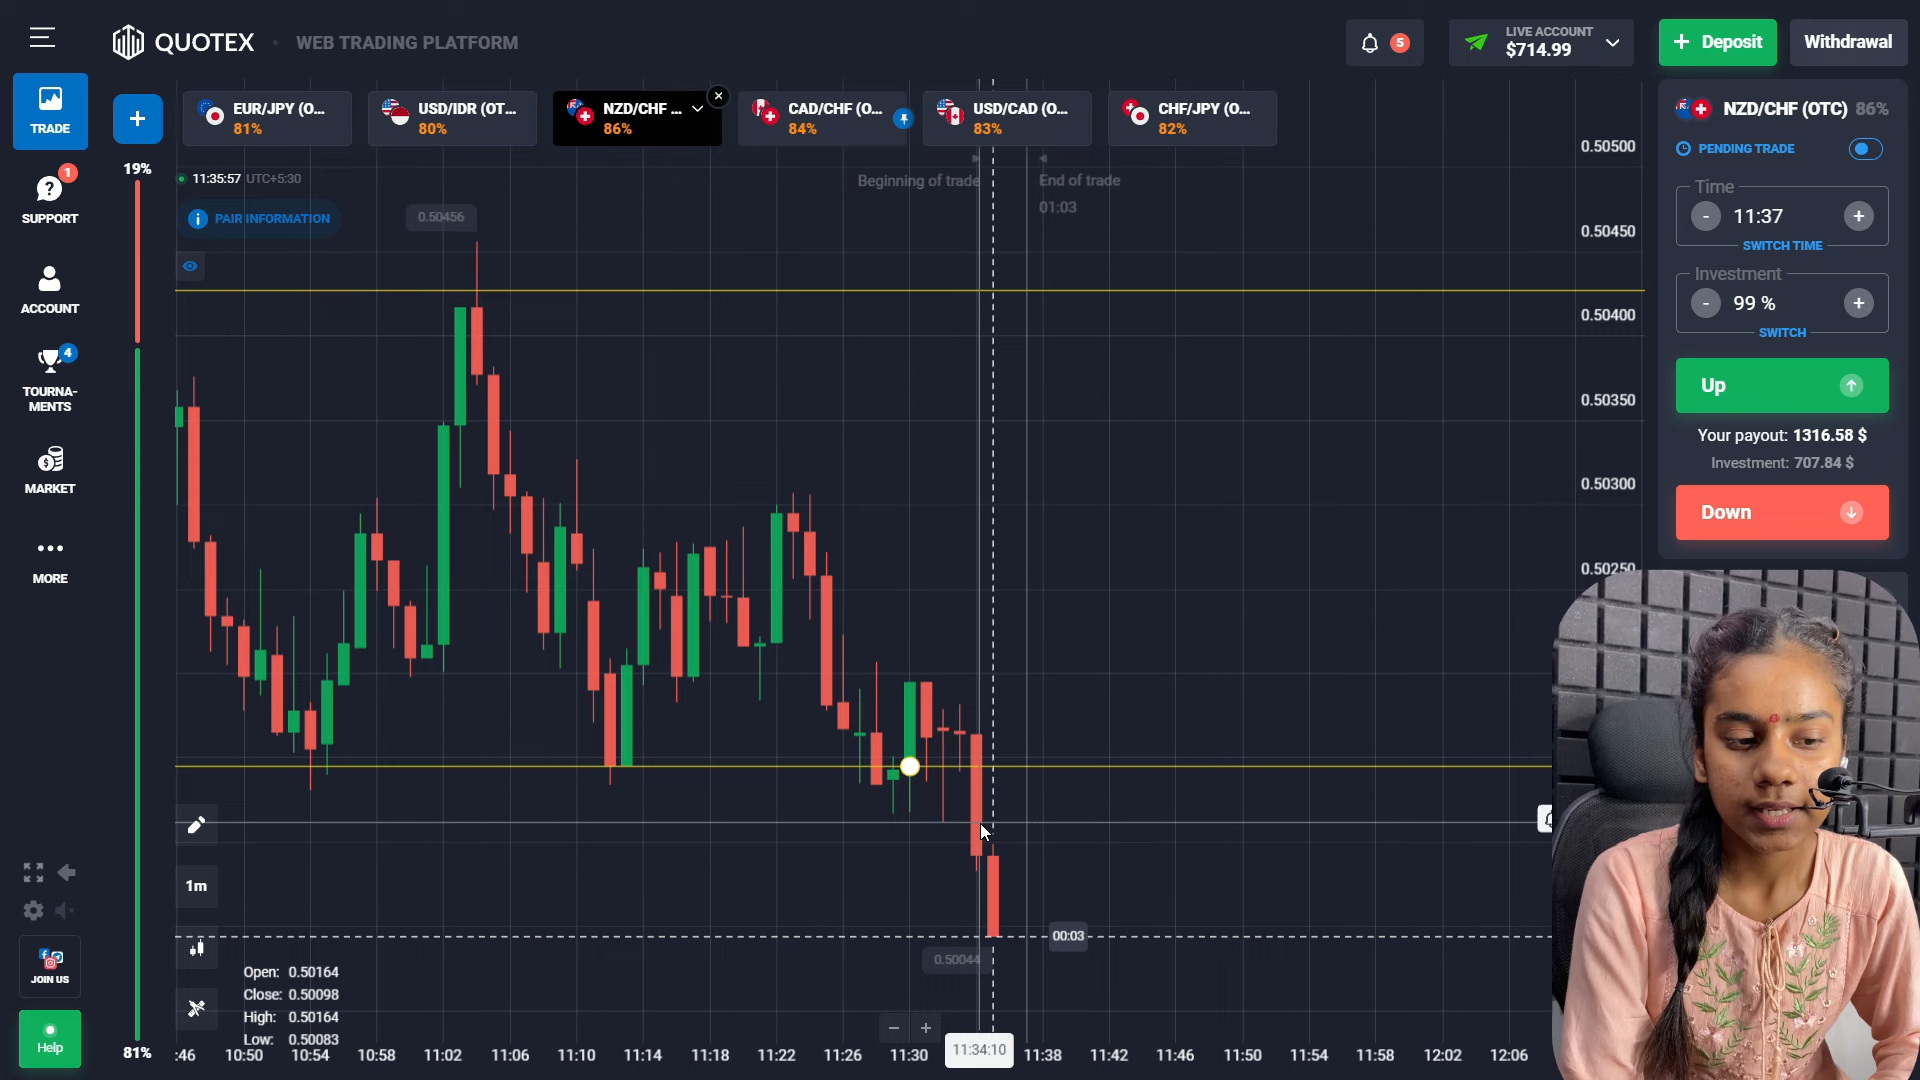 QUOTEX
WEB TRADING PLATFORM
5
LIVE ACCOUNT
$714.99
+ Deposit
Withdrawal
TRADE
1
SUPPORT
ACCOUNT
4
TOURNA-
MENTS
MARKET
MORE
JOIN US
Help
+
19%
81%
EUR/JPY (O...
81%
USD/IDR (OT...
80%
NZD/CHF ...
86%
CAD/CHF (O...
84%
USD/CAD (O...
83%
CHF/JPY (O...
82%
11:35:57 UTC+5:30
PAIR INFORMATION
0.50456
Beginning of trade
End of trade
01:03
0.50500
0.50450
0.50400
0.50350
0.50300
0.50250
1m
00:03
0.50044
Open: 0.50164
Close: 0.50098
High: 0.50164
Low: 0.50083
:46
10:50
10:54
10:58
11:02
11:06
11:10
11:14
11:18
11:22
11:26
11:30
11:34:10
11:38
11:42
11:46
11:50
11:54
11:58
12:02
12:06
NZD/CHF (OTC) 86%
PENDING TRADE
Time
- 11:37 +
SWITCH TIME
Investment
- 99 % +
SWITCH
Up
Your payout: 1316.58 $
Investment: 707.84 $
Down